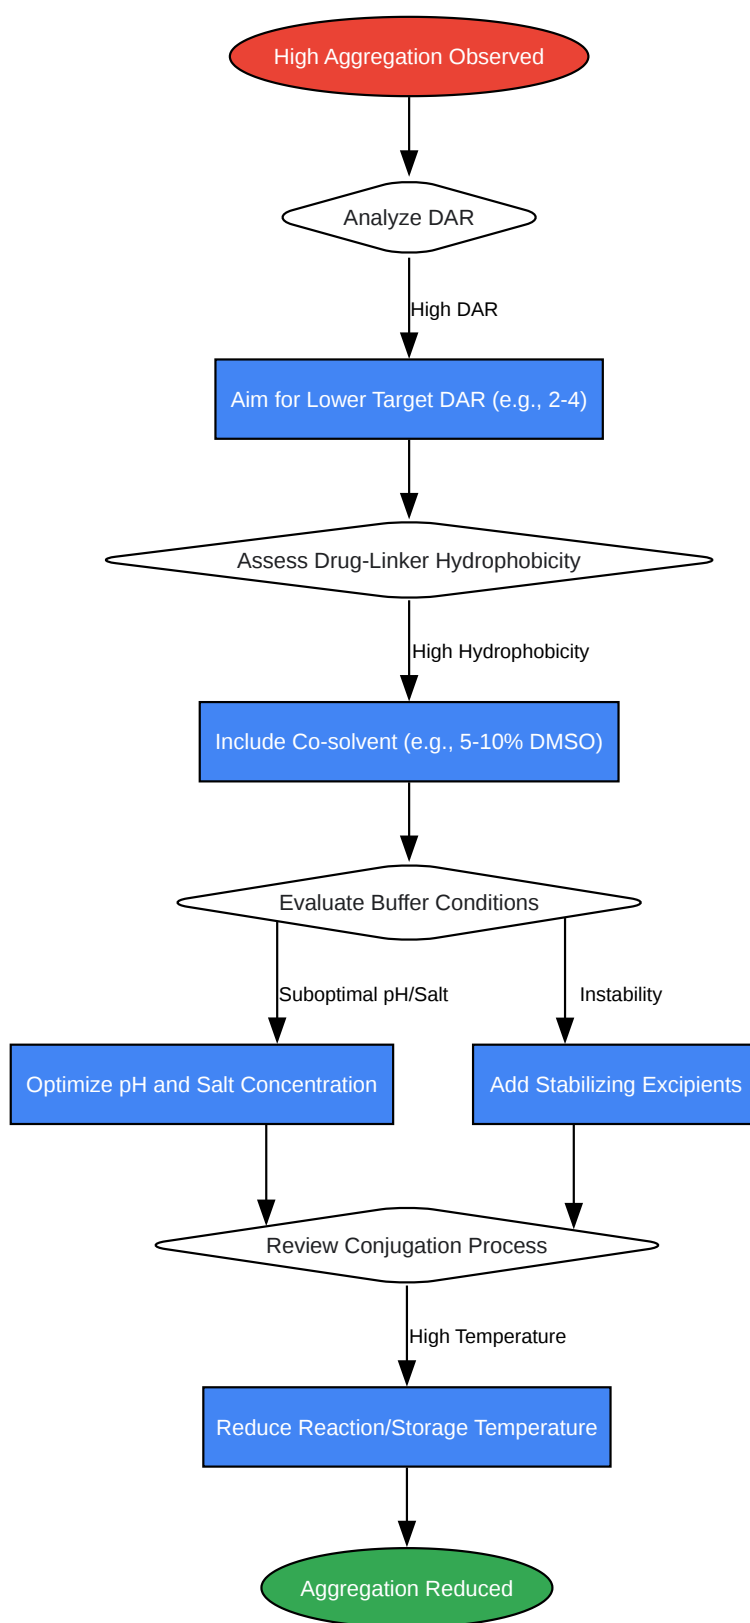 High Aggregation Observed
Analyze DAR
High DAR
Aim for Lower Target DAR (e.g., 2-4)
Assess Drug-Linker Hydrophobicity
High Hydrophobicity
Include Co-solvent (e.g., 5-10% DMSO)
Evaluate Buffer Conditions
Suboptimal pH/Salt
Instability
Optimize pH and Salt Concentration
Add Stabilizing Excipients
Review Conjugation Process
High Temperature
Reduce Reaction/Storage Temperature
Aggregation Reduced